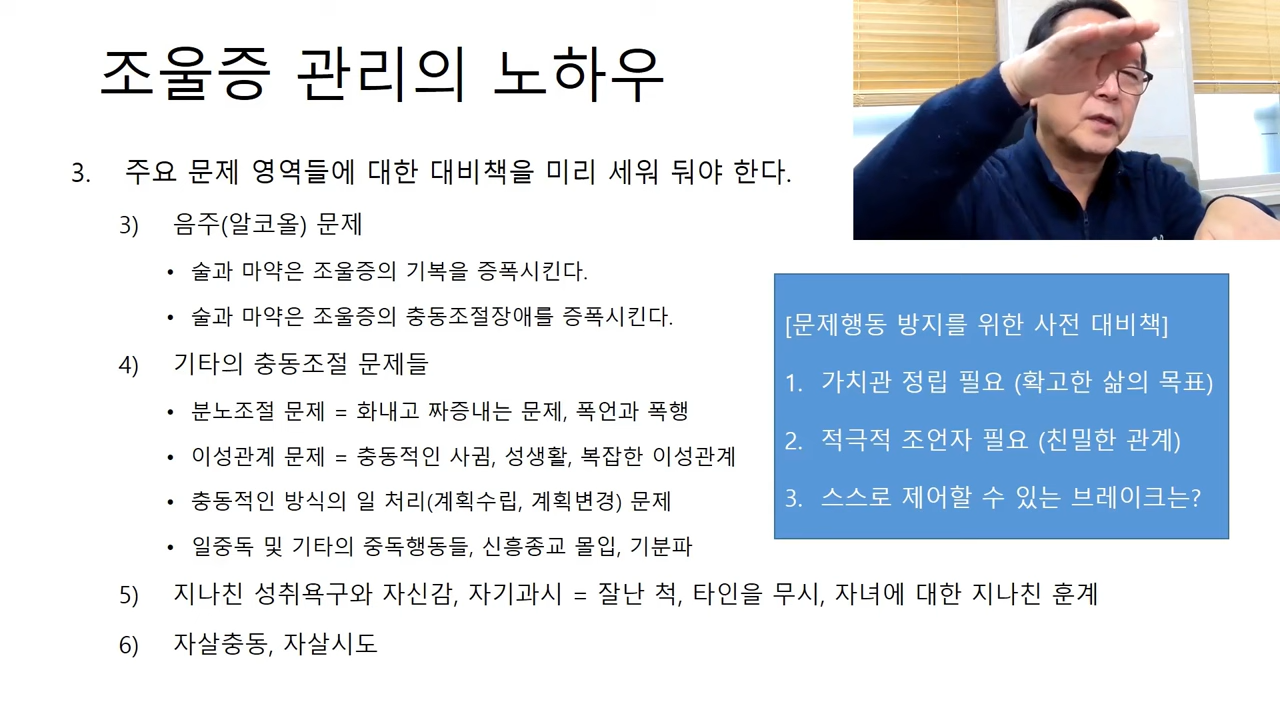 조울증 관리의 노하우
3. 주요 문제 영역들에 대한 대비책을 미리 세워 둬야 한다.
3) 음주(알코올) 문제
• 술과 마약은 조울증의 기복을 증폭시킨다.
• 술과 마약은 조울증의 충동조절장애를 증폭시킨다.
4) 기타의 충동조절 문제들
• 분노조절 문제 = 화내고 짜증내는 문제, 폭언과 폭행
• 이성관계 문제 = 충동적인 사귐, 성생활, 복잡한 이성관계
• 충동적인 방식의 일 처리(계획수립, 계획변경) 문제
• 일중독 및 기타의 중독행동들, 신흥종교 몰입, 기분파
5) 지나친 성취욕구와 자신감, 자기과시 = 잘난 척, 타인을 무시, 자녀에 대한 지나친 훈계
6) 자살충동, 자살시도
[문제행동 방지를 위한 사전 대비책]
1. 가치관 정립 필요 (확고한 삶의 목표)
2. 적극적 조언자 필요 (친밀한 관계)
3. 스스로 제어할 수 있는 브레이크는?